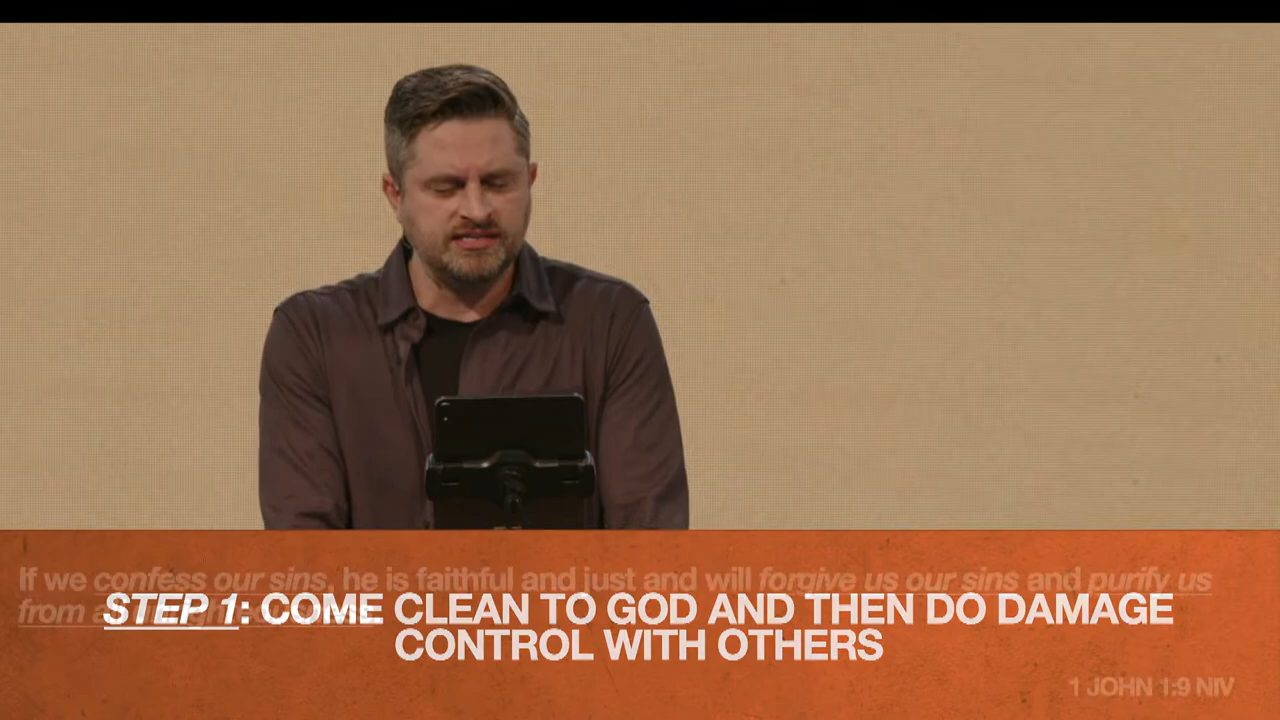 If we confess our sins, he is faithful and just and will forgive us our sins and purify us
from
STEP 1: COME CLEAN TO GOD AND THEN DO DAMAGE
CONTROL WITH OTHERS
1 JOHN 1:9 NIV